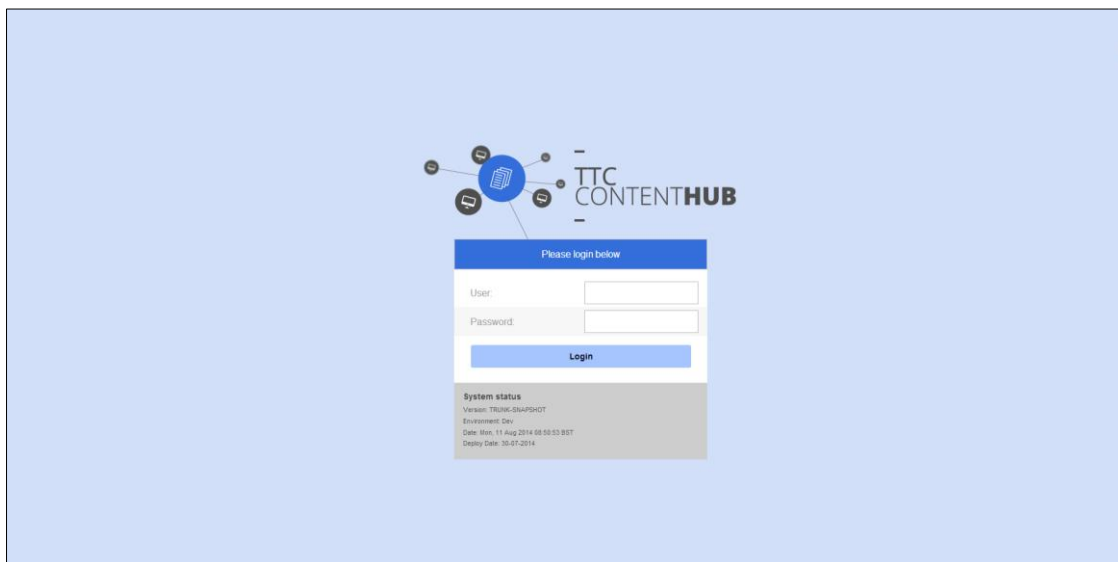 TTC
CONTENTHUB
Please login below
User:
Password:
Login
System status
Version: TRUNK-SNAPSHOT
Environment: Dev
Date: Mon, 11 Aug 2014 08:50:53 BST
Deploy Date: 30-07-2014